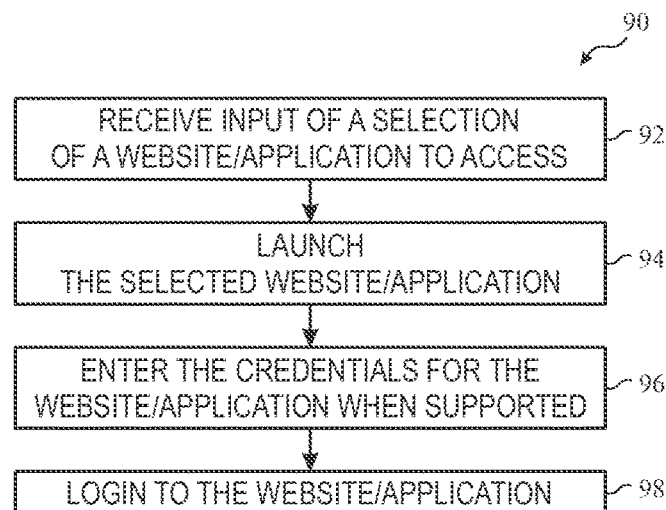 90
RECEIVE INPUT OF A SELECTION
OF A WEBSITE/APPLICATION TO ACCESS
92
LAUNCH
THE SELECTED WEBSITE/APPLICATION
94
ENTER THE CREDENTIALS FOR THE
WEBSITE/APPLICATION WHEN SUPPORTED
96
LOGIN TO THE WEBSITE/APPLICATION
98